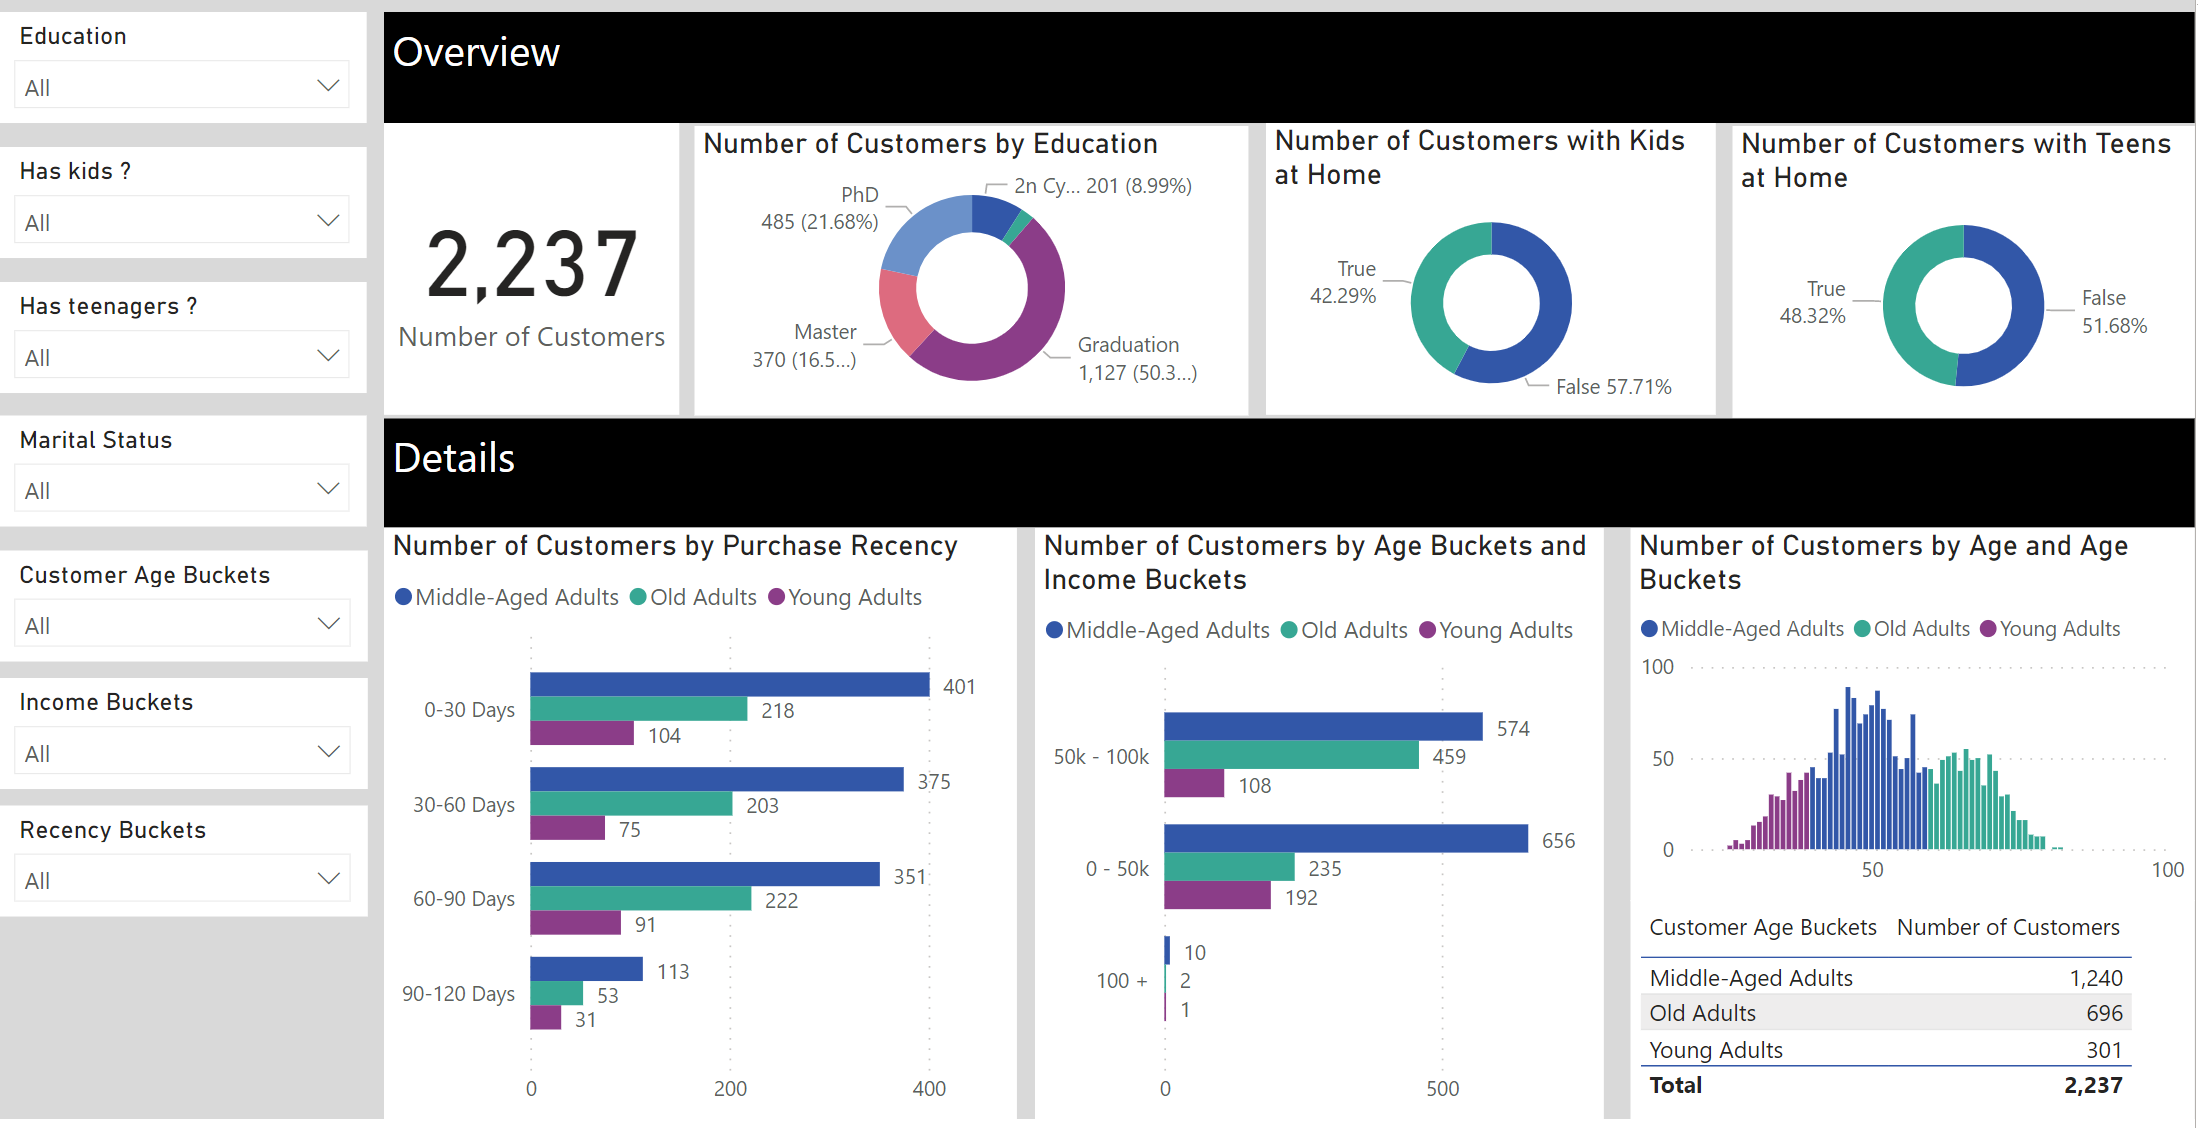 Education
All
Has kids ?
All
Has teenagers ?
All
Marital Status
All
Customer Age Buckets
All
Income Buckets
All
Recency Buckets
All
Overview
2,237
Number of Customers
Number of Customers by Education
2n Cy... 201 (8.99%)
PhD
485 (21.68%)
Master
370 (16.5...)
Graduation
1,127 (50.3...)
Number of Customers with Kids
at Home
True
42.29%
False 57.71%
Number of Customers with Teens
at Home
True
48.32%
False
51.68%
Details
Number of Customers by Purchase Recency
Middle-Aged Adults Old Adults Young Adults
0-30 Days
401
218
104
30-60 Days
375
203
75
60-90 Days
351
222
91
90-120 Days
113
53
31
0 200 400
Number of Customers by Age Buckets and
Income Buckets
Middle-Aged Adults Old Adults Young Adults
50k - 100k
574
459
108
0 - 50k
656
235
192
100 +
10
2
1
0 500
Number of Customers by Age and Age
Buckets
Middle-Aged Adults Old Adults Young Adults
100
50
0
50 100
Customer Age Buckets Number of Customers
Middle-Aged Adults 1,240
Old Adults 696
Young Adults 301
Total 2,237